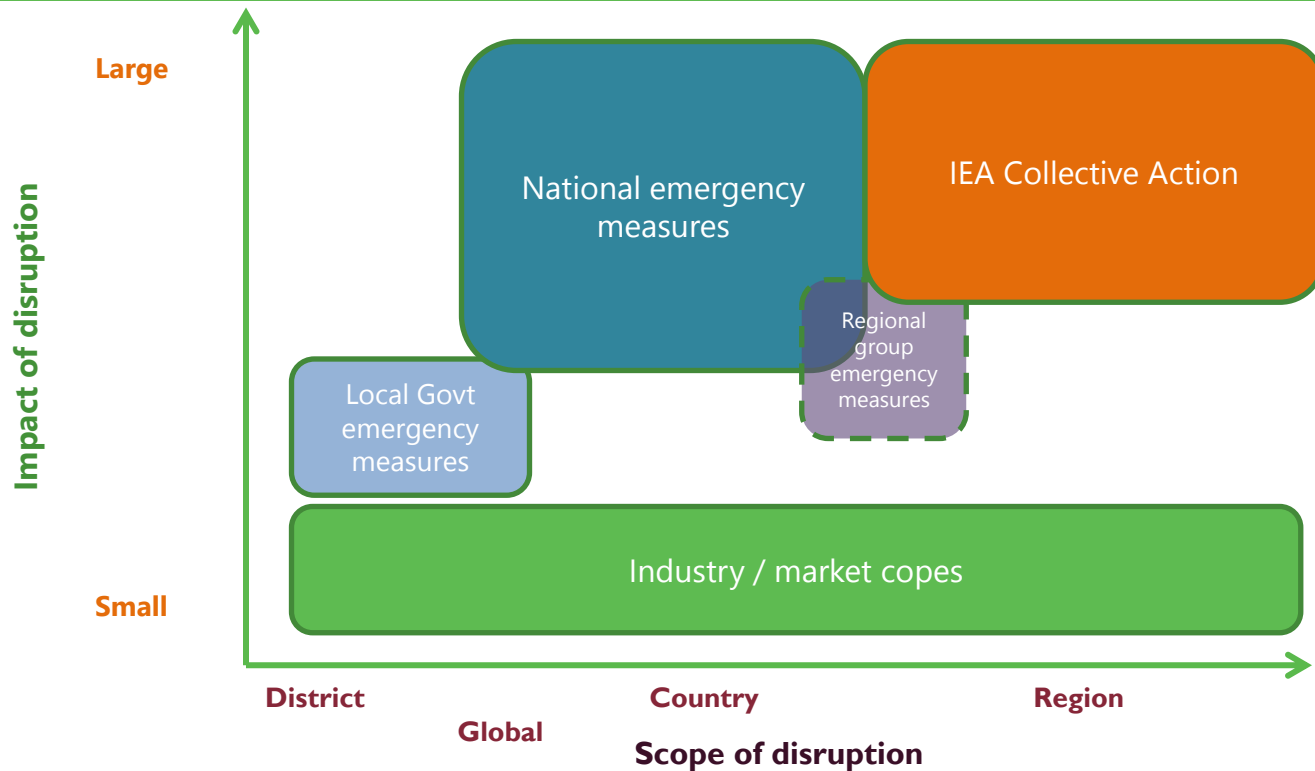 Large
Impact of disruption
National emergency
measures
IEA Collective Action
Regional
group
emergency
measures
Local Govt
emergency
measures
Industry / market copes
Small
District
Country
Region
Global
Scope of disruption